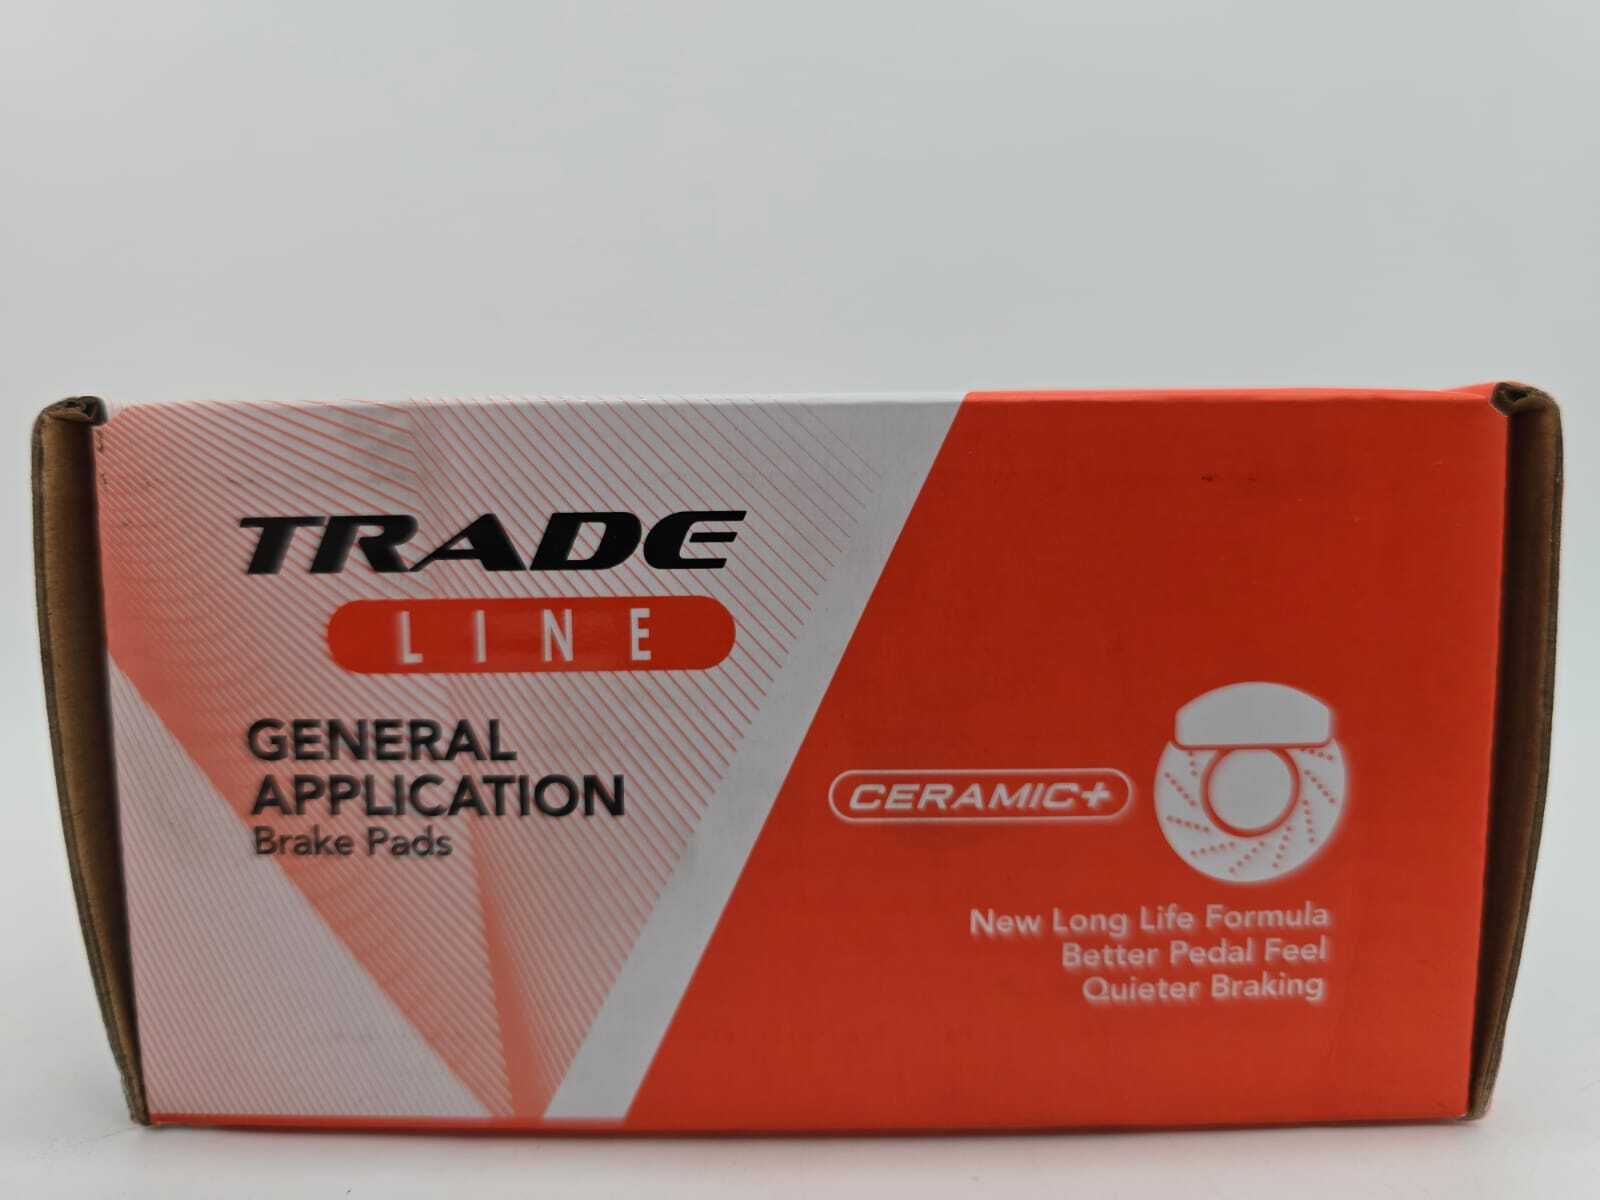 TRADE
LINE
GENERAL
APPLICATION
Brake Pads
CERAMIC+
New Long Life Formula
Better Pedal Feel
Quieter Braking